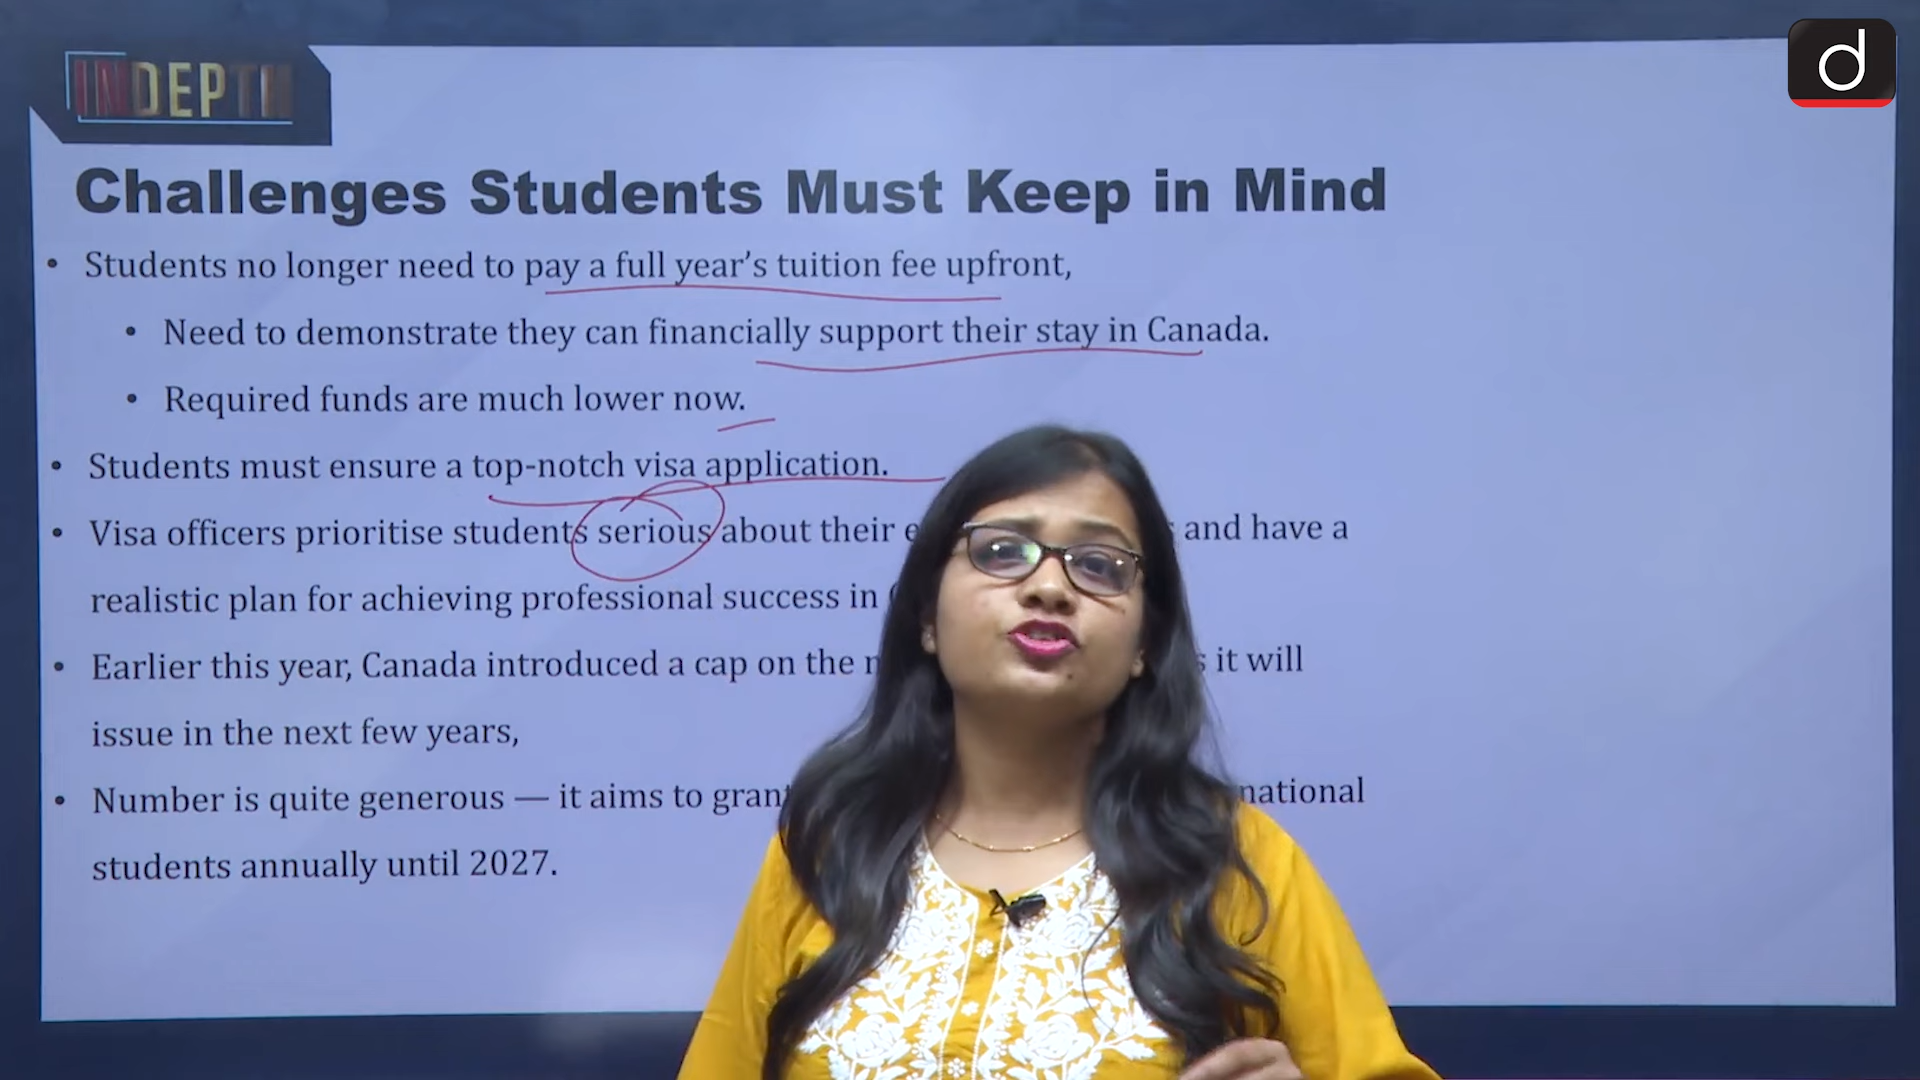 INDEPTH
d
Challenges Students Must Keep in Mind
• Students no longer need to pay a full year's tuition fee upfront,
• Need to demonstrate they can financially support their stay in Canada.
• Required funds are much lower now.
• Students must ensure a top-notch visa application.
• Visa officers prioritise students serious about their and have a
realistic plan for achieving professional success in
• Earlier this year, Canada introduced a cap on the it will
issue in the next few years,
• Number is quite generous — it aims to grant national
students annually until 2027.